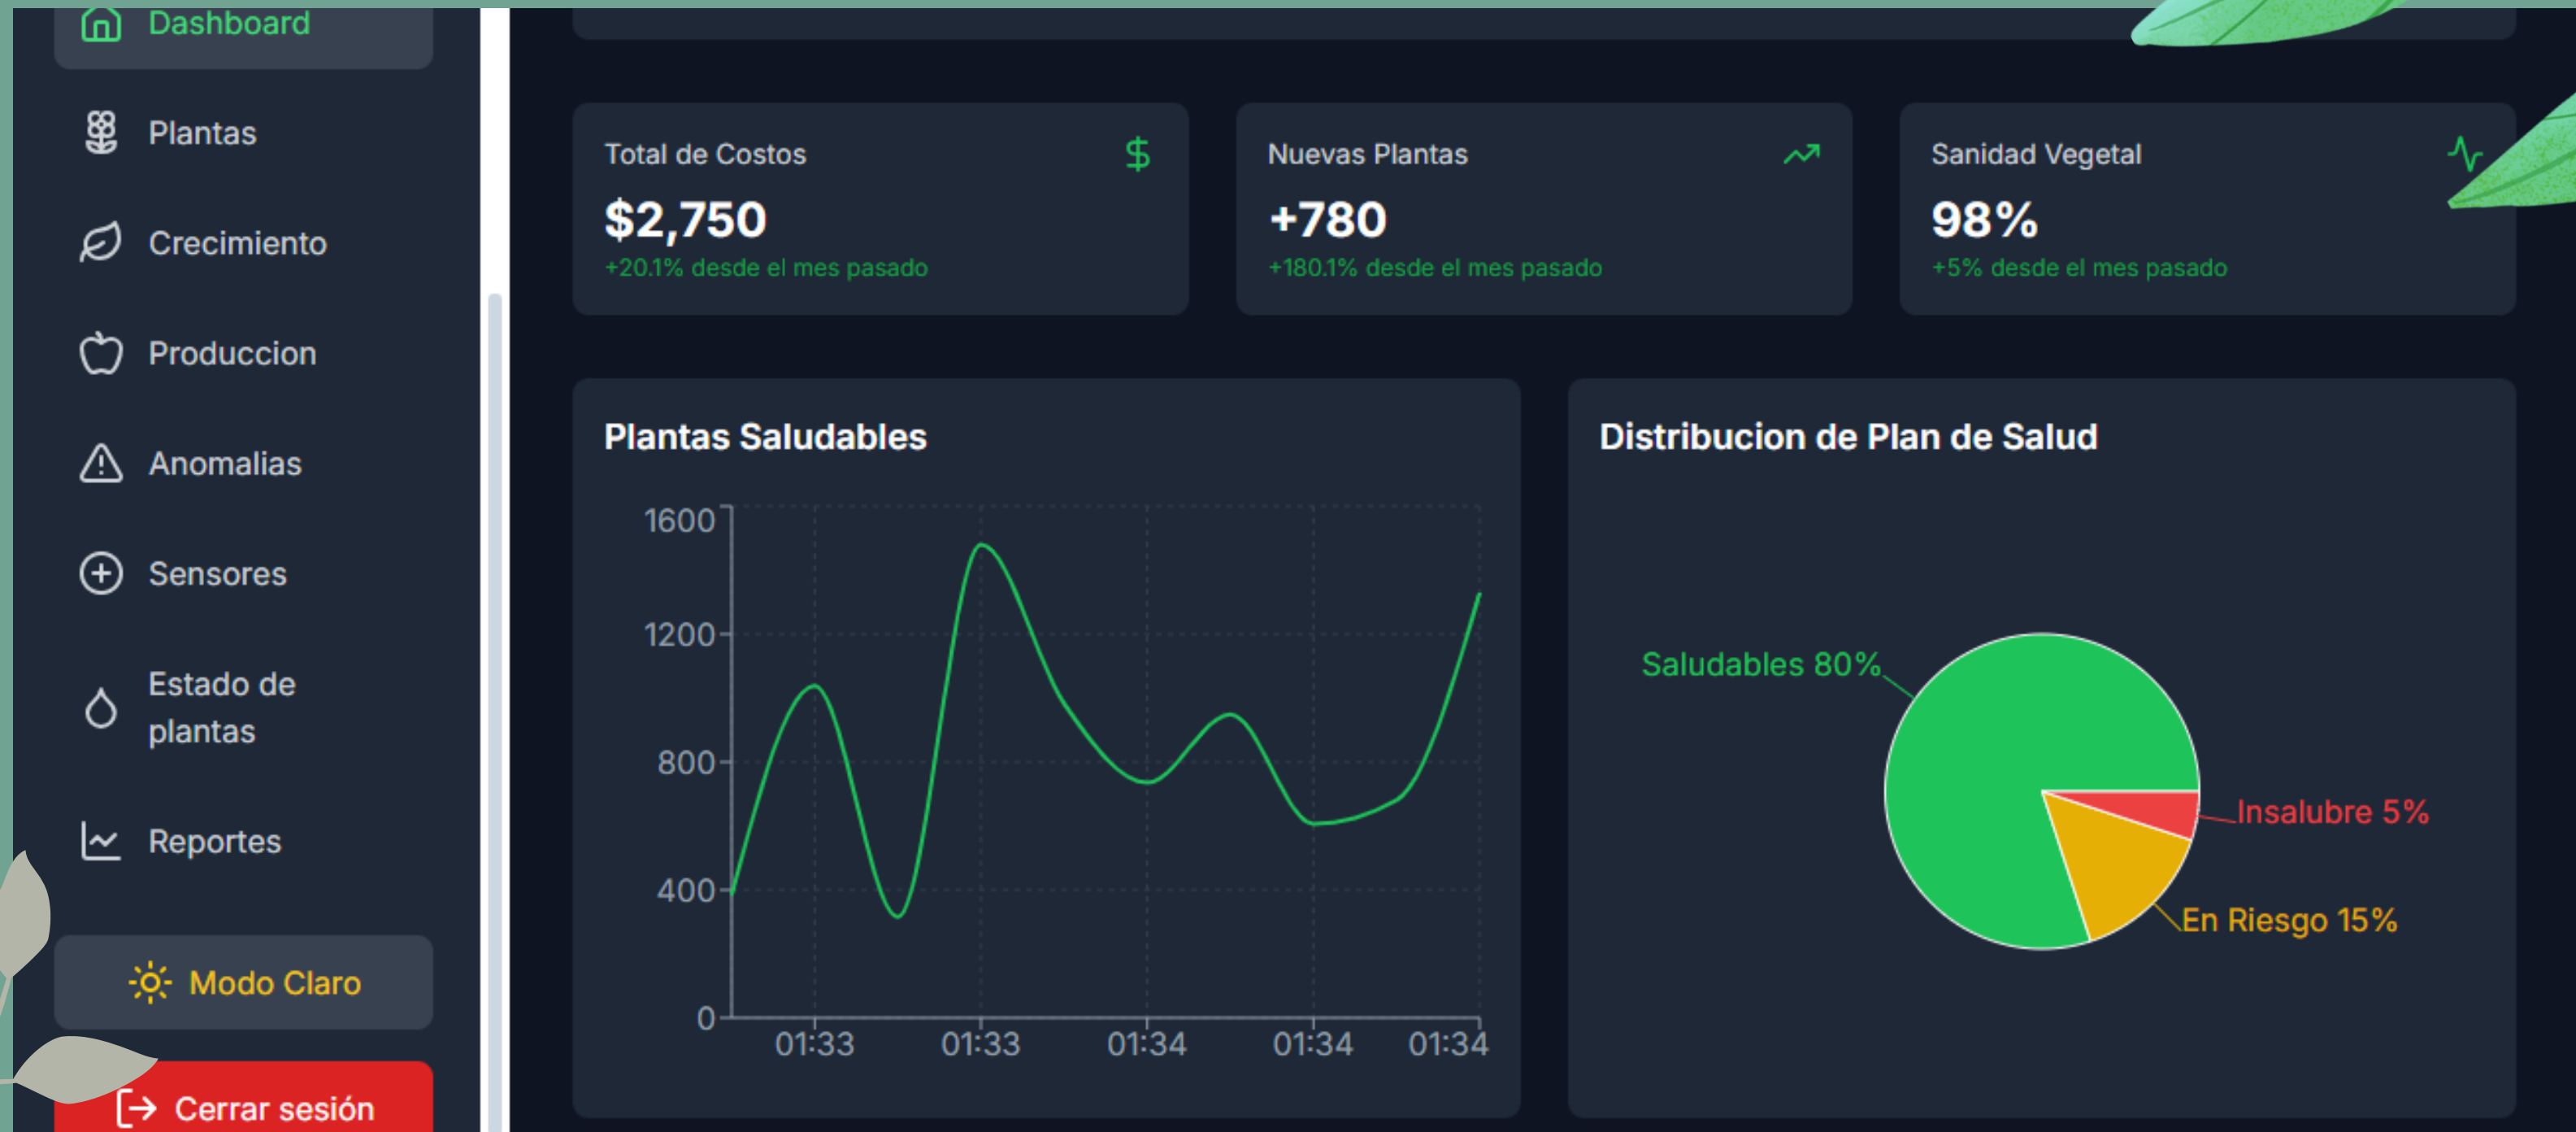 Dashboard
Plantas
Crecimiento
Produccion
Anomalias
Sensores
Estado de
plantas
Reportes
Modo Claro
Cerrar sesión
Total de Costos
$2,750
+20.1% desde el mes pasado
Nuevas Plantas
+780
+180.1% desde el mes pasado
Sanidad Vegetal
98%
+5% desde el mes pasado
Plantas Saludables
1600
1200
800
400
0
01:33 01:33 01:34 01:34 01:34
Distribucion de Plan de Salud
Saludables 80%
Insalubre 5%
En Riesgo 15%